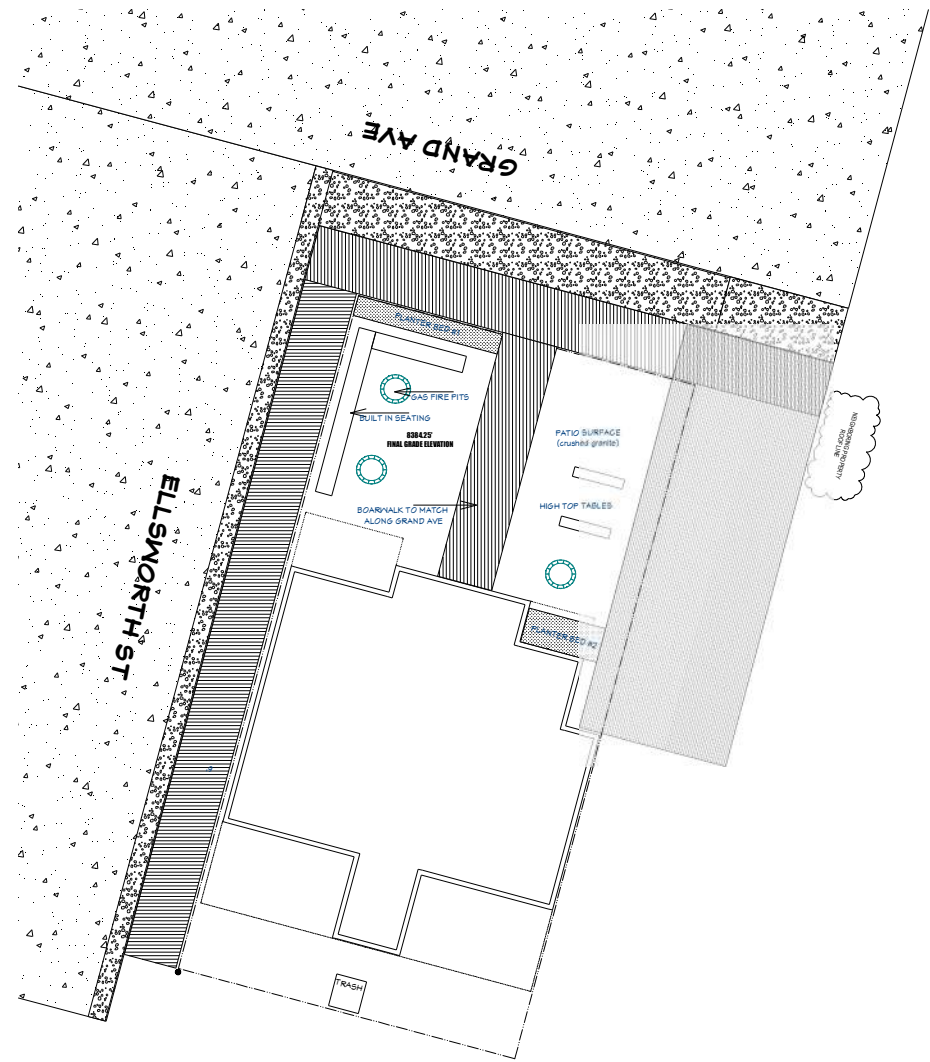 GRAND AVE
PLANTER BED #1
GAS FIRE PITS
BUILT IN SEATING
8384.25'
FINAL GRADE ELEVATION
PATIO SURFACE
(crushed granite)
NEIGHBORING PROPERTY
ROOF LINE
HIGH TOP TABLES
BOARWALK TO MATCH
ALONG GRAND AVE
ELLSWORTH ST
PLANTER BED #2
TRASH